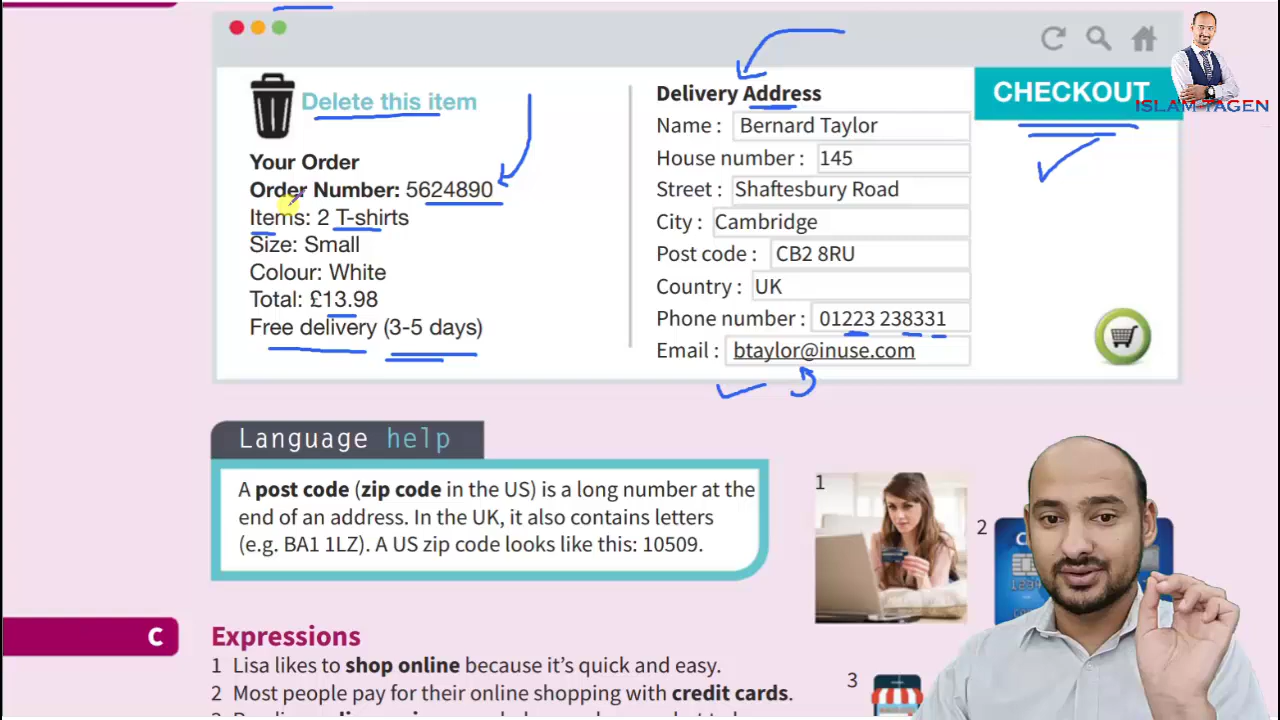 Delete this item
Your Order
Order Number: 5624890
Items: 2 T-shirts
Size: Small
Colour: White
Total: £13.98
Free delivery (3-5 days)
Delivery Address
Name : Bernard Taylor
House number : 145
Street : Shaftesbury Road
City : Cambridge
Post code : CB2 8RU
Country : UK
Phone number : 01223 238331
Email : btaylor@inuse.com
CHECKOUT
ISLAM TAGEN
Language help
A post code (zip code in the US) is a long number at the
end of an address. In the UK, it also contains letters
(e.g. BA1 1LZ). A US zip code looks like this: 10509.
1
2
C
Expressions
1 Lisa likes to shop online because it's quick and easy.
2 Most people pay for their online shopping with credit cards.
3